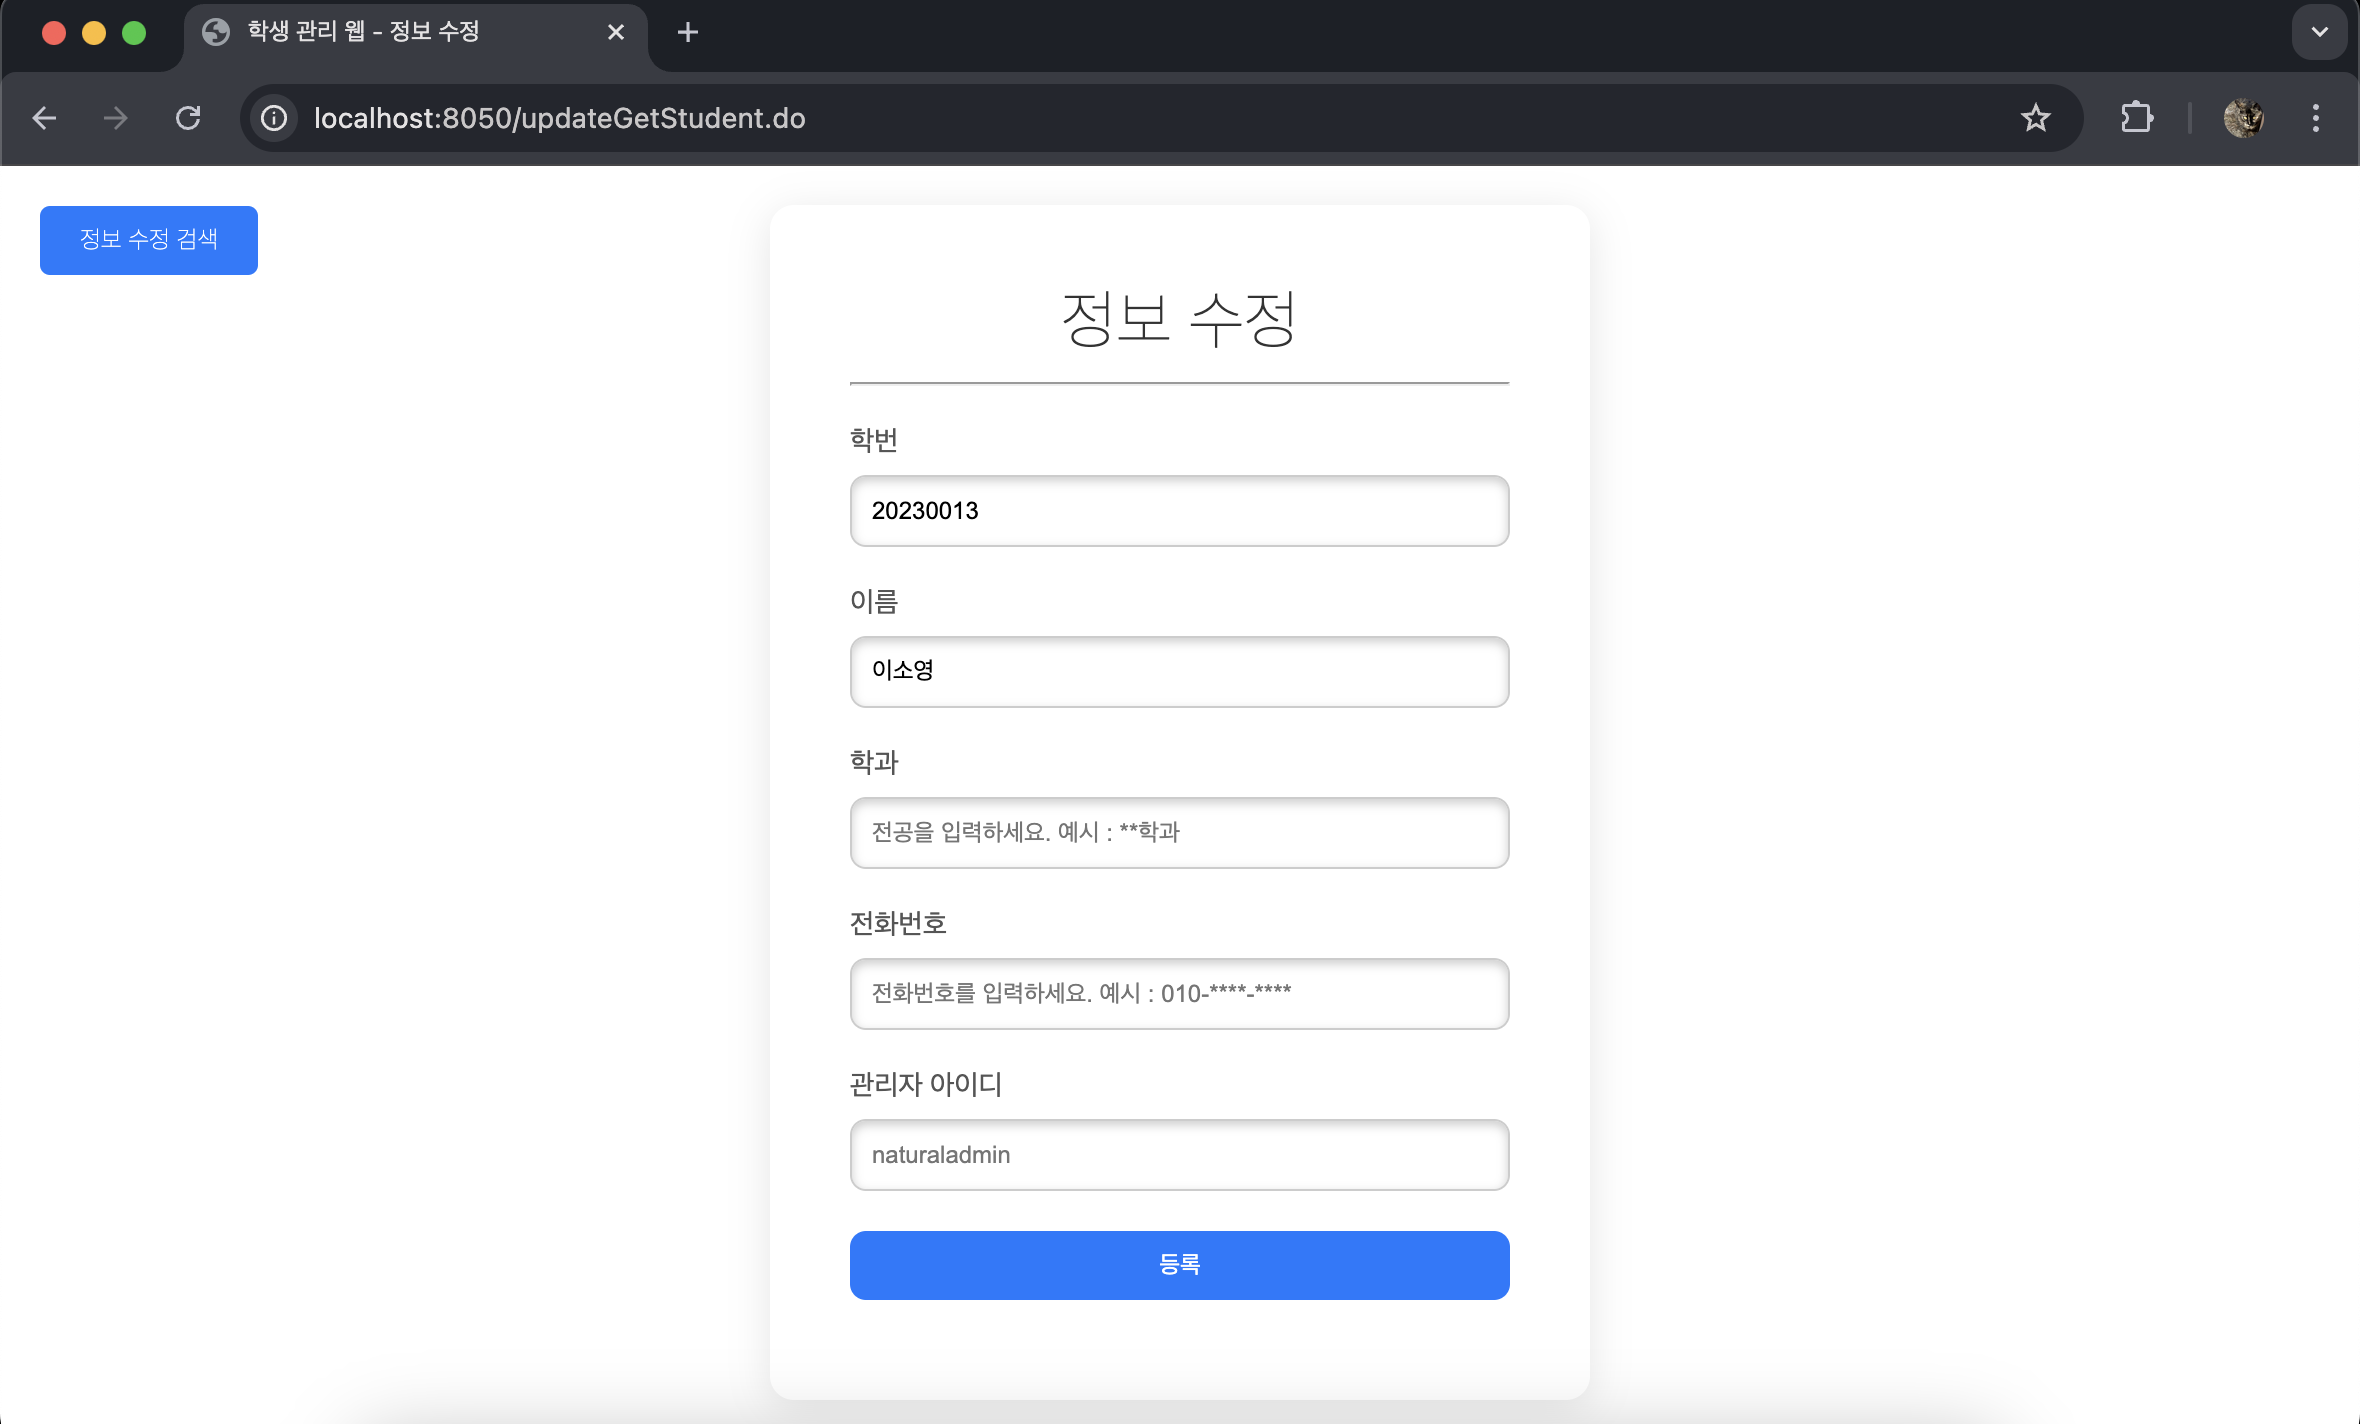 학생 관리 웹 - 정보 수정
localhost:8050/updateGetStudent.do
정보 수정 검색
정보 수정
학번
20230013
이름
이소영
학과
전공을 입력하세요. 예시 : **학과
전화번호
전화번호를 입력하세요. 예시 : 010-****-****
관리자 아이디
naturaladmin
등록